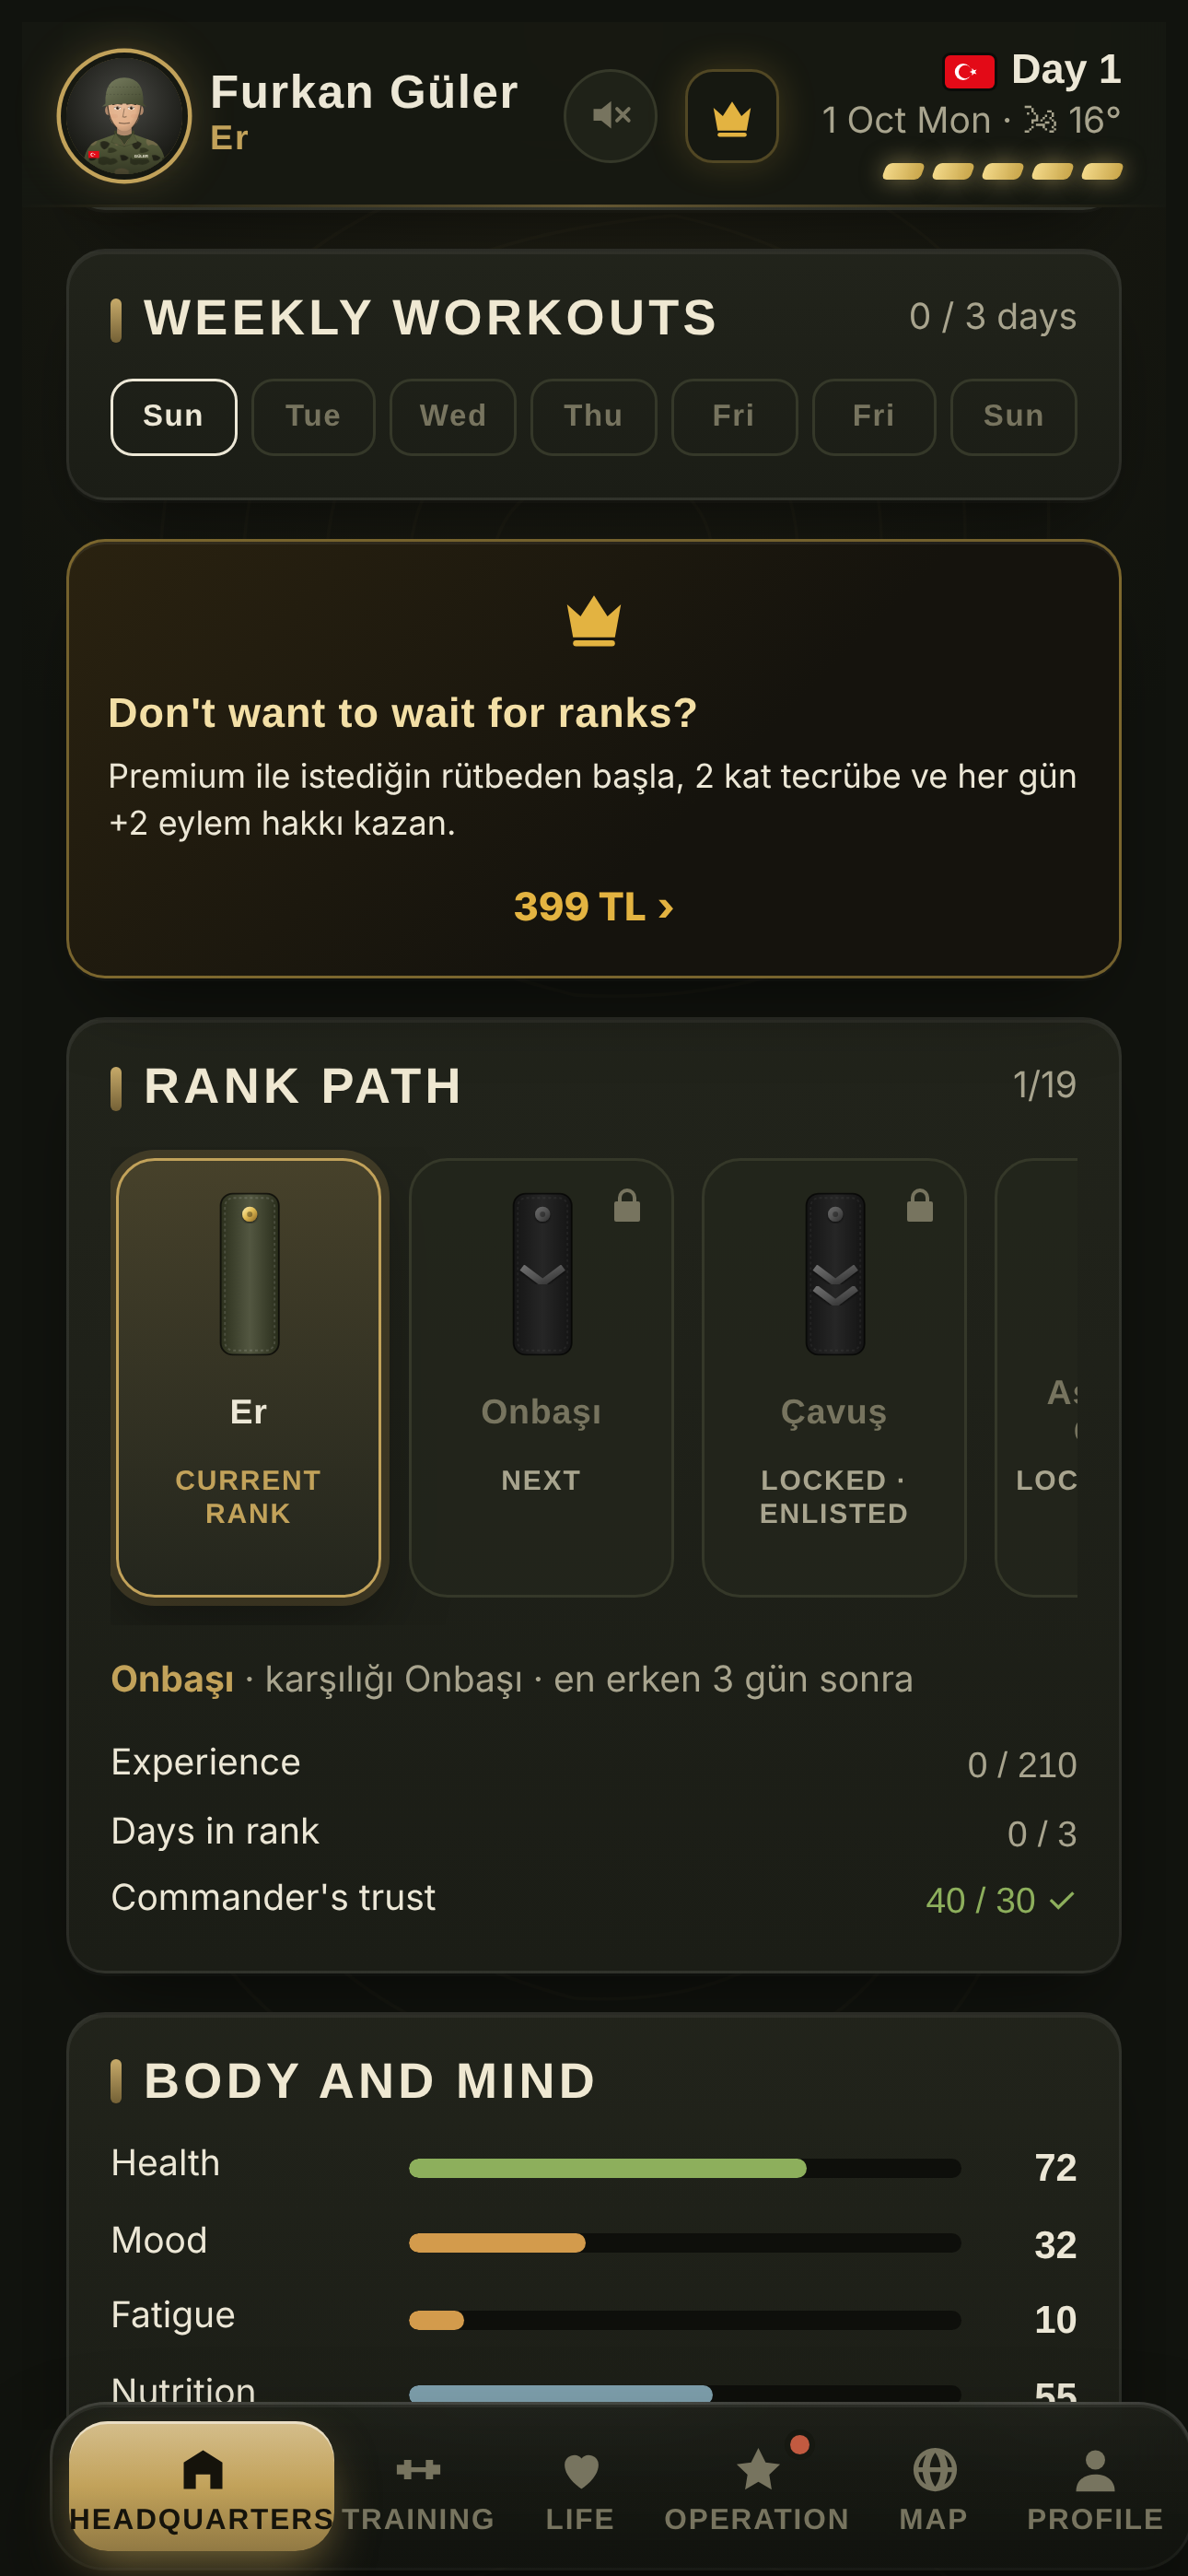 Furkan Güler
Er
Day 1
1 Oct Mon · 16°
WEEKLY WORKOUTS
0 / 3 days
Sun Tue Wed Thu Fri Fri Sun
Don't want to wait for ranks?
Premium ile istediğin rütbeden başla, 2 kat tecrübe ve her gün
+2 eylem hakkı kazan.
399 TL ›
RANK PATH
1/19
Er
CURRENT
RANK
Onbaşı
NEXT
Çavuş
LOCKED ·
ENLISTED
Onbaşı · karşılığı Onbaşı · en erken 3 gün sonra
Experience 0 / 210
Days in rank 0 / 3
Commander's trust 40 / 30 ✓
BODY AND MIND
Health 72
Mood 32
Fatigue 10
Nutrition 55
HEADQUARTERS TRAINING LIFE OPERATION MAP PROFILE